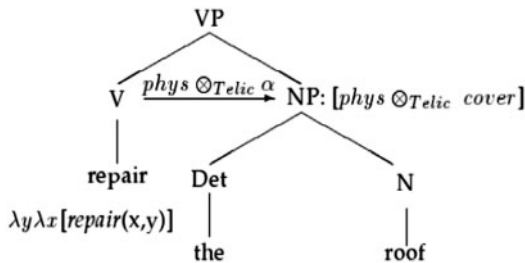 VP
V phys ⊗Telic α NP: [phys ⊗Telic cover]
repair Det N
λyλx[repair(x,y)]
the roof